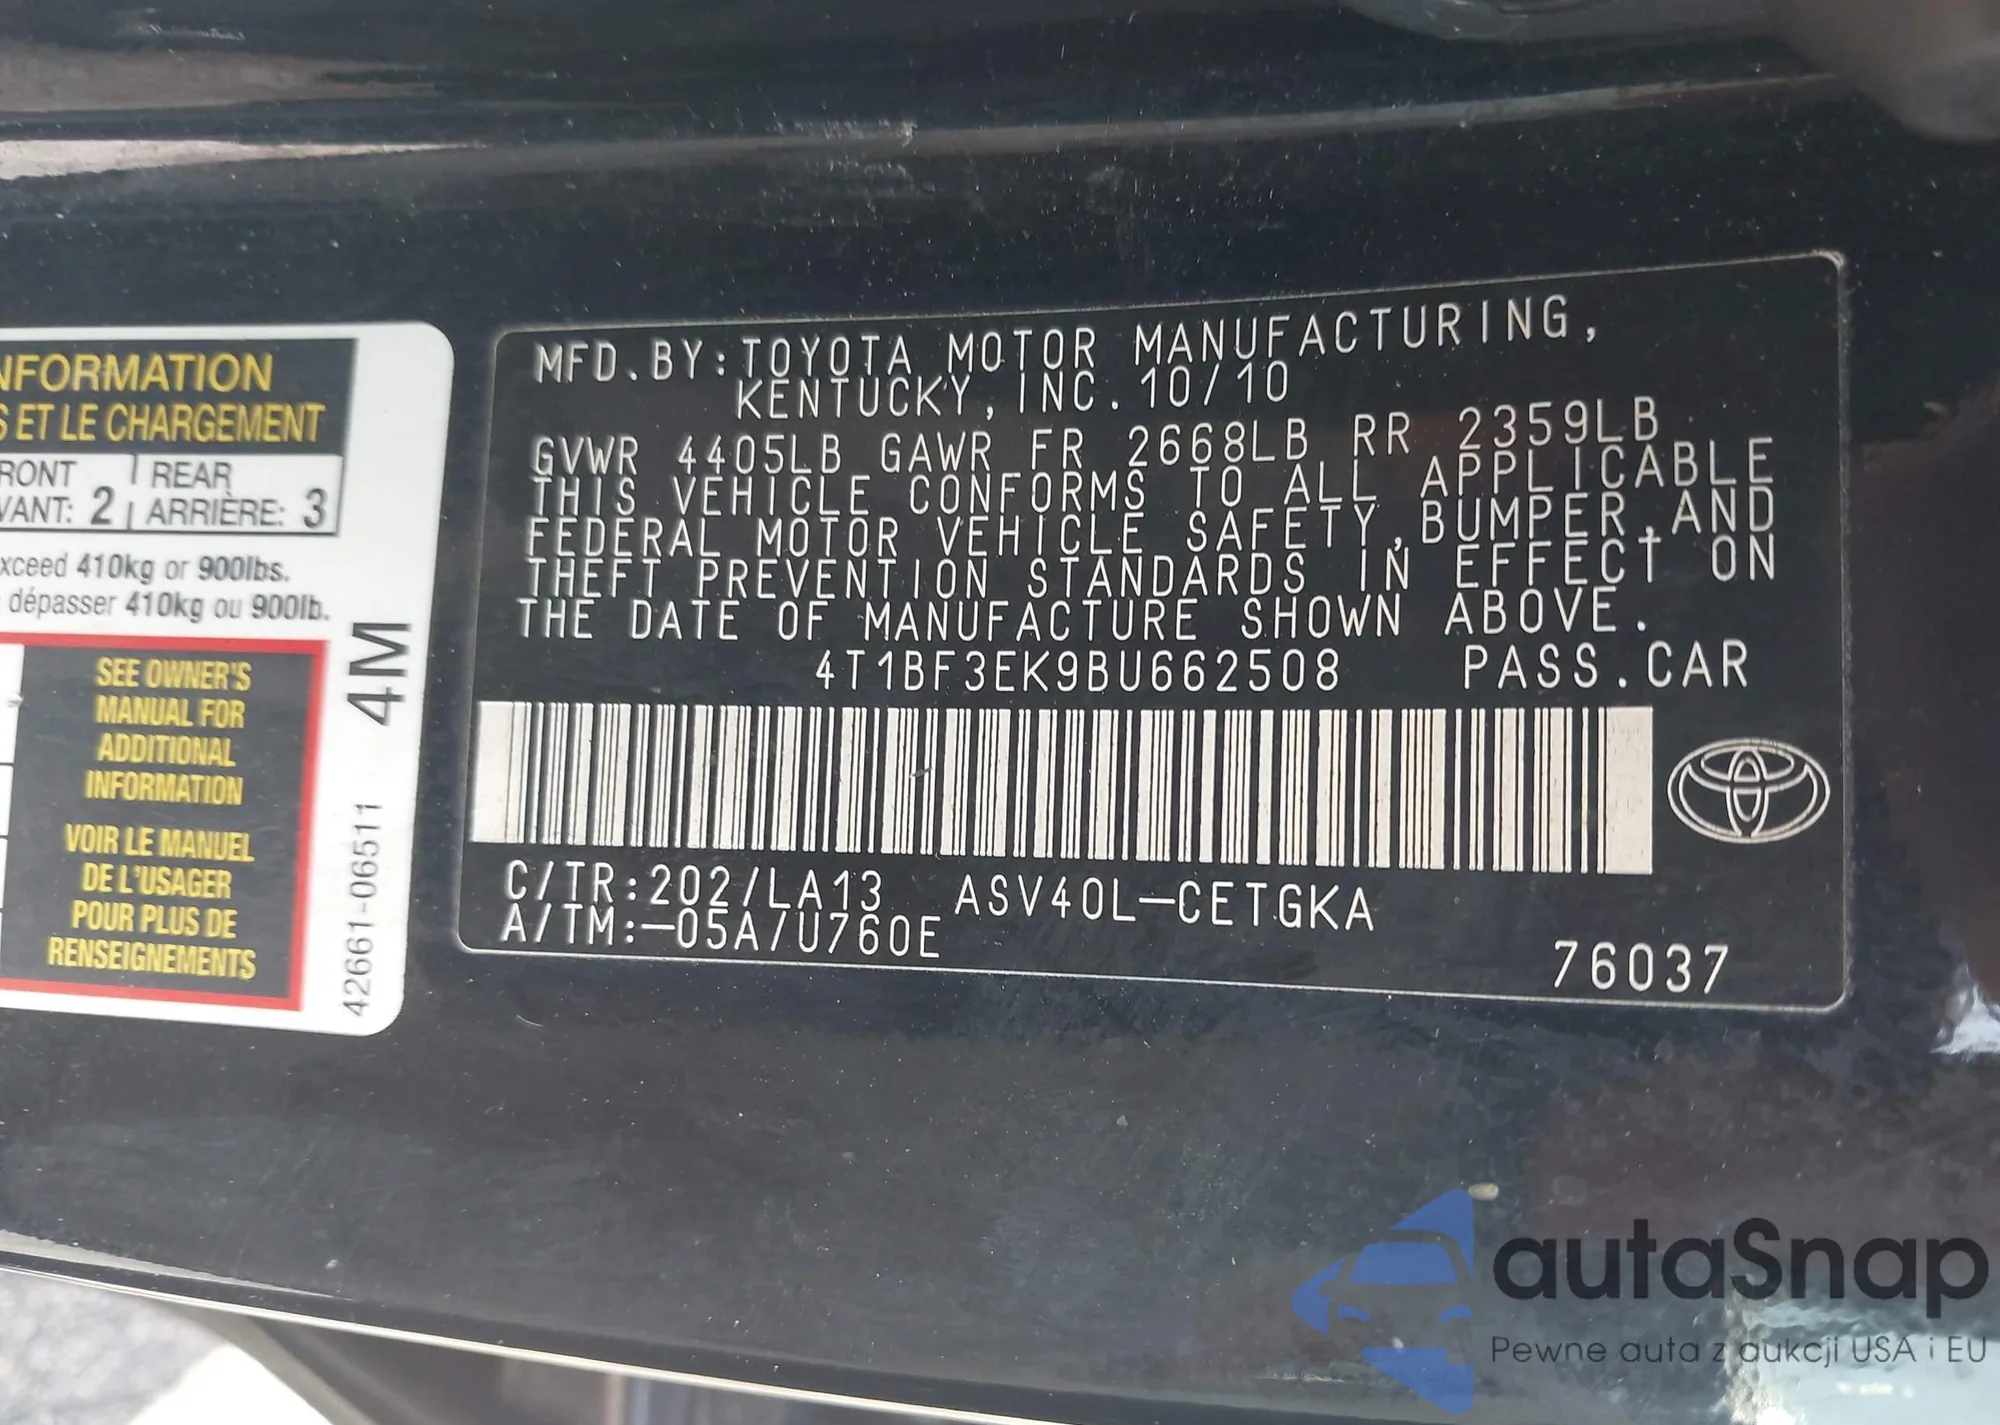 NFORMATION
S ET LE CHARGEMENT
RONT | REAR
VANT: 2 | ARRIÈRE: 3
xceed 410kg or 900lbs.
dépasser 410kg ou 900lb.
SEE OWNER'S
MANUAL FOR
ADDITIONAL
INFORMATION
VOIR LE MANUEL
DE L'USAGER
POUR PLUS DE
RENSEIGNEMENTS
4M
42661-06511
MFD.BY:TOYOTA MOTOR MANUFACTURING,
KENTUCKY, INC. 10/10
GVWR 4405LB GAWR FR 2668LB RR 2359LB
THIS VEHICLE CONFORMS TO ALL APPLICABLE
FEDERAL MOTOR VEHICLE SAFETY,BUMPER,AND
THEFT PREVENTION STANDARDS IN EFFECT ON
THE DATE OF MANUFACTURE SHOWN ABOVE.
4T1BF3EK9BU662508 PASS.CAR
C/TR:202/LA13 ASV40L-CETGKA
A/TM:-05A/U760E
76037
autaSnap
Pewne auta z aukcji USA i EU